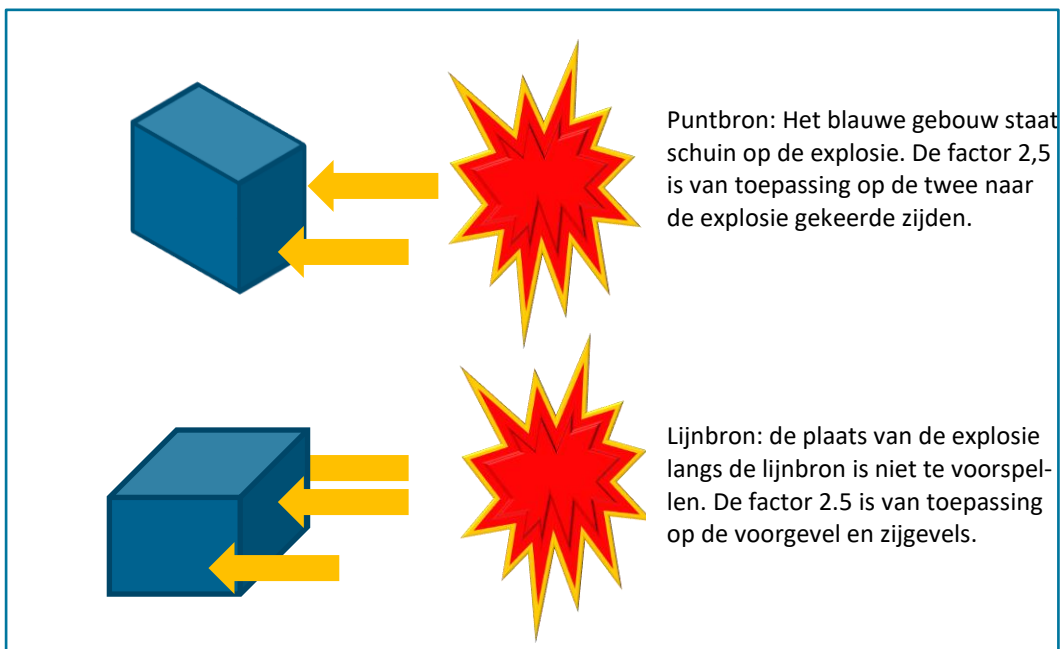 Puntbron: Het blauwe gebouw staat
schuin op de explosie. De factor 2,5
is van toepassing op de twee naar
de explosie gekeerde zijden.
Lijnbron: de plaats van de explosie
langs de lijnbron is niet te voorspel-
len. De factor 2.5 is van toepassing
op de voorgevel en zijgevels.